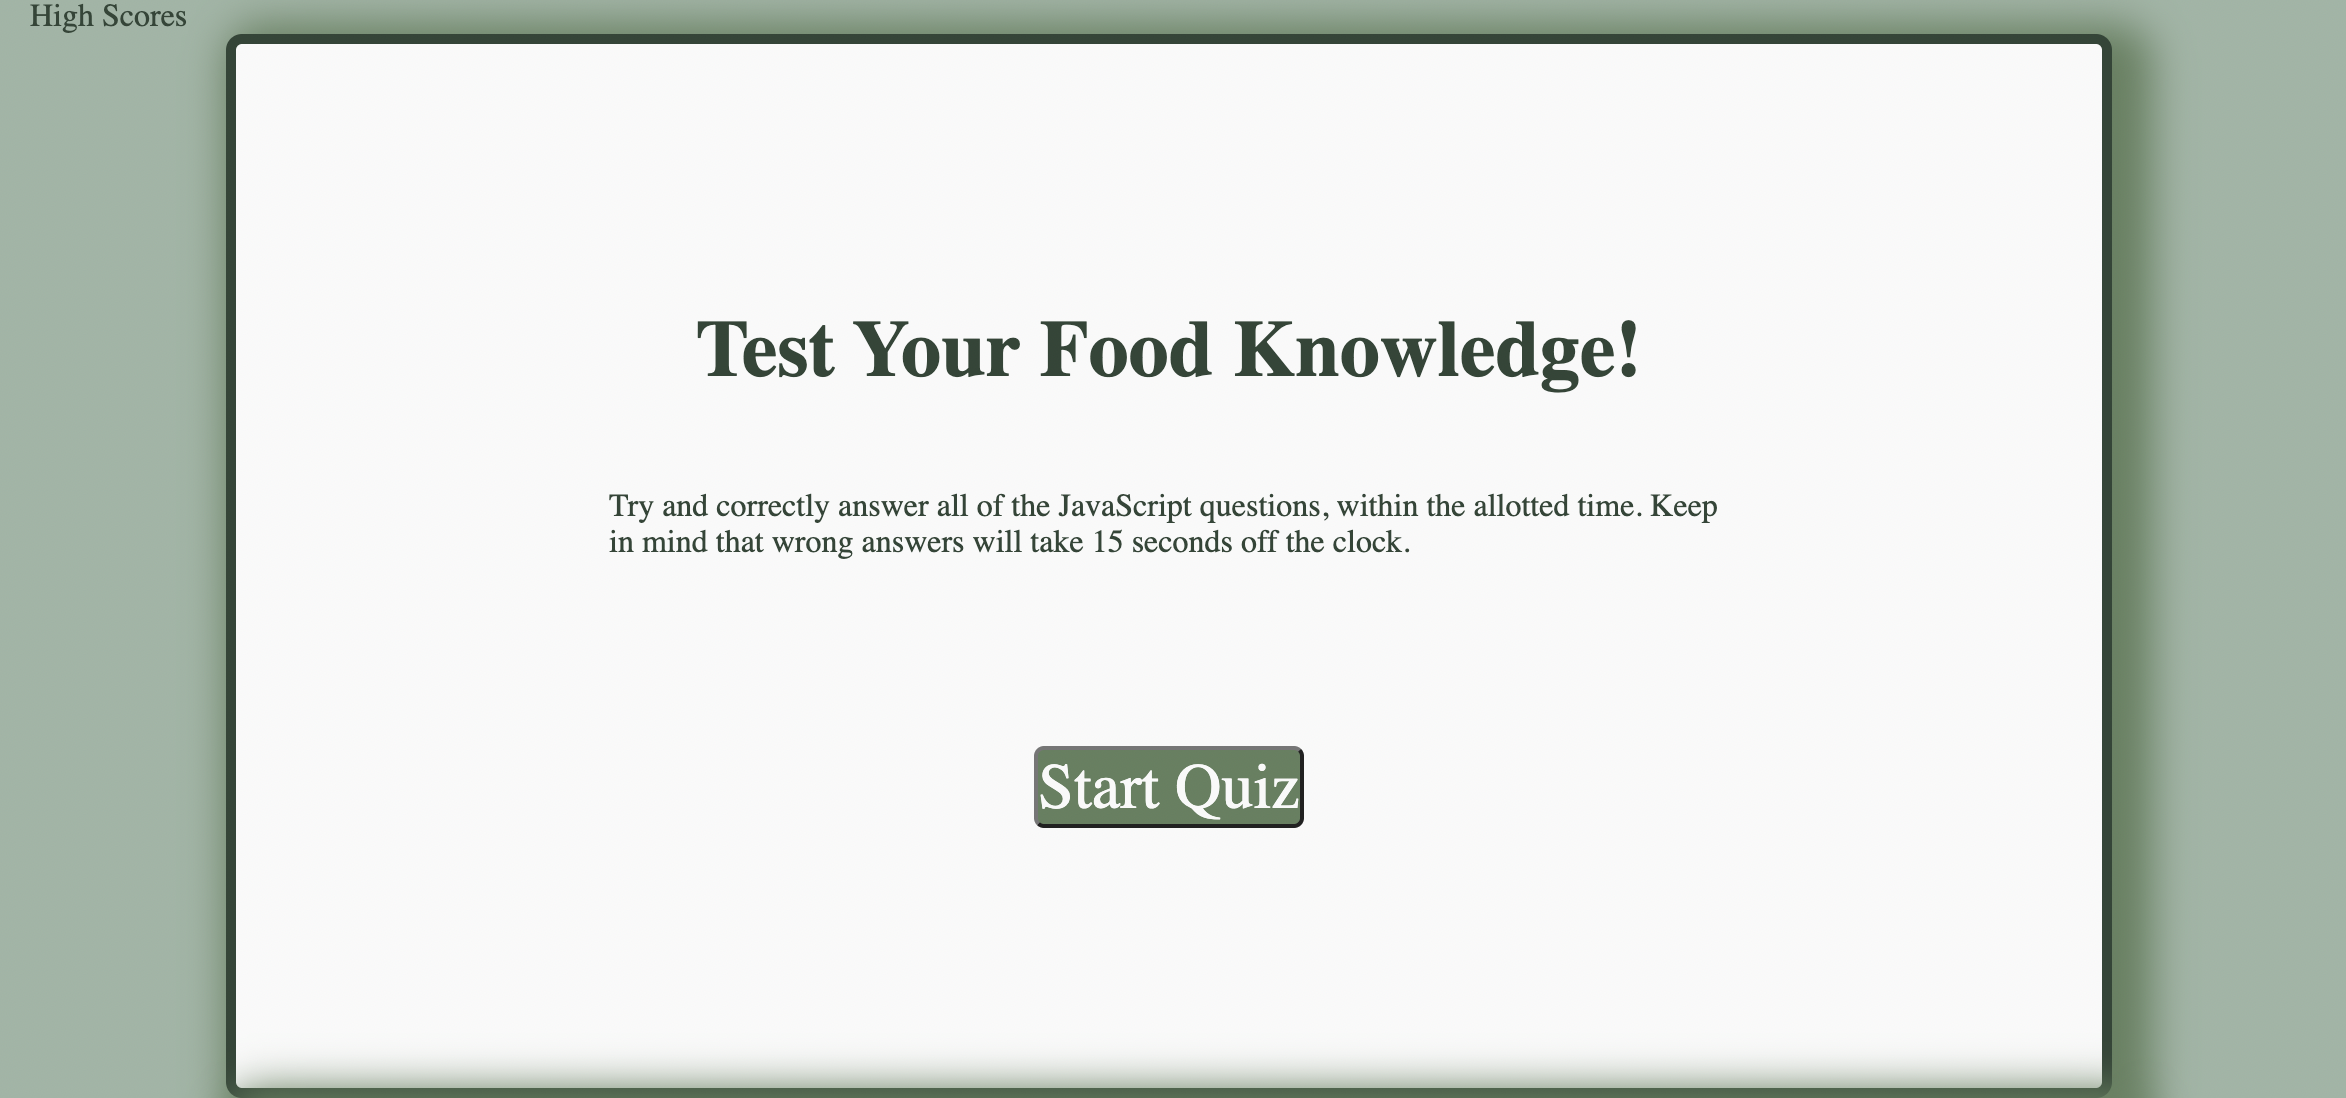 High Scores
Test Your Food Knowledge!
Try and correctly answer all of the JavaScript questions, within the allotted time. Keep
in mind that wrong answers will take 15 seconds off the clock.
Start Quiz